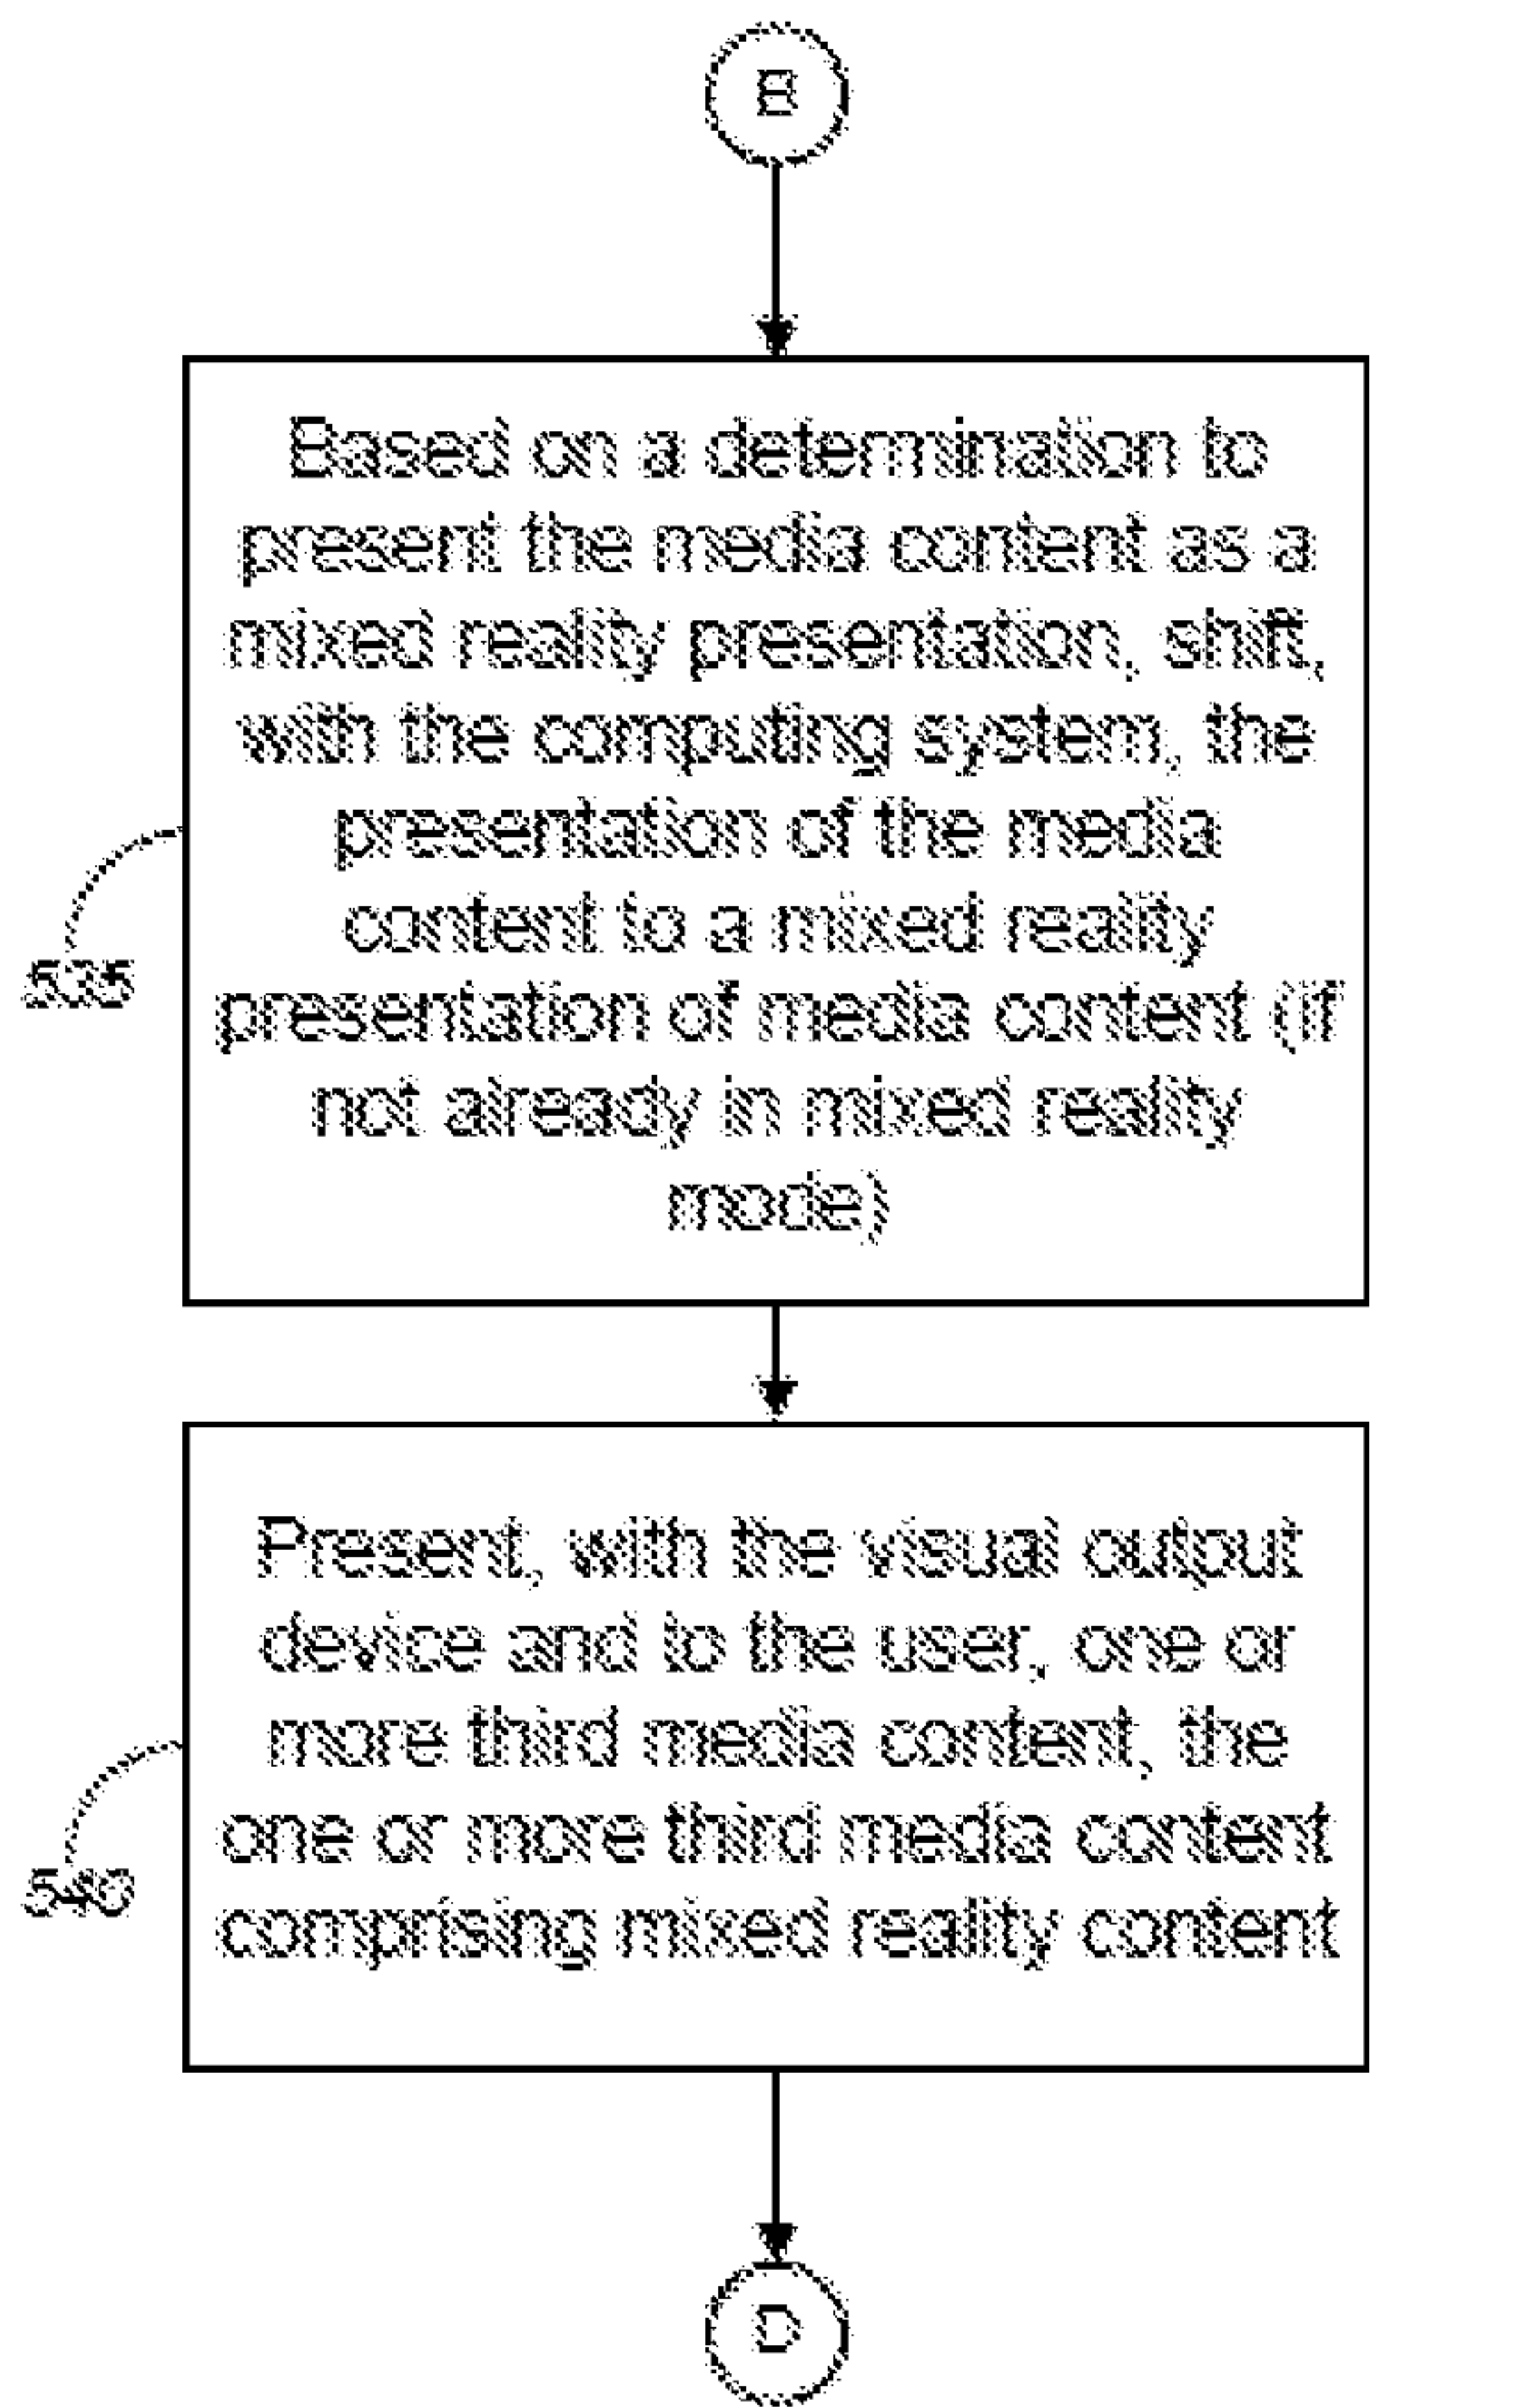 E
Based on a determination to
present the media content as a
mixed reality presentation, shift,
with the computing system, the
presentation of the media
content to a mixed reality
presentation of media content (if
not already in mixed reality
mode)
535
Present, with the visual output
device and to the user, one or
more third media content, the
one or more third media content
comprising mixed reality content
540
D